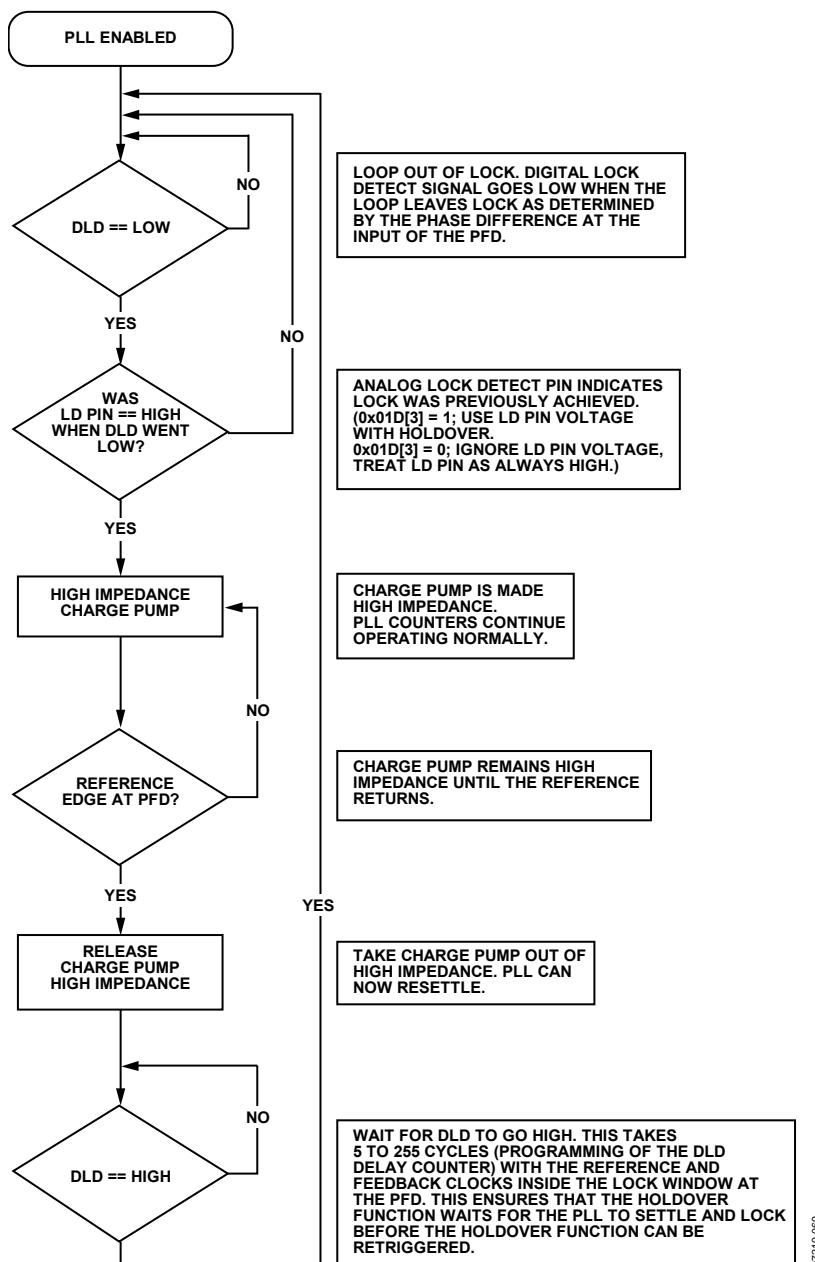 PLL ENABLED
NO
DLD == LOW
LOOP OUT OF LOCK. DIGITAL LOCK
DETECT SIGNAL GOES LOW WHEN THE
LOOP LEAVES LOCK AS DETERMINED
BY THE PHASE DIFFERENCE AT THE
INPUT OF THE PFD.
YES
NO
WAS
LD PIN == HIGH
WHEN DLD WENT
LOW?
ANALOG LOCK DETECT PIN INDICATES
LOCK WAS PREVIOUSLY ACHIEVED.
(0x01D[3] = 1; USE LD PIN VOLTAGE
WITH HOLDOVER.
0x01D[3] = 0; IGNORE LD PIN VOLTAGE,
TREAT LD PIN AS ALWAYS HIGH.)
YES
HIGH IMPEDANCE
CHARGE PUMP
CHARGE PUMP IS MADE
HIGH IMPEDANCE.
PLL COUNTERS CONTINUE
OPERATING NORMALLY.
NO
REFERENCE
EDGE AT PFD?
CHARGE PUMP REMAINS HIGH
IMPEDANCE UNTIL THE REFERENCE
RETURNS.
YES
YES
RELEASE
CHARGE PUMP
HIGH IMPEDANCE
TAKE CHARGE PUMP OUT OF
HIGH IMPEDANCE. PLL CAN
NOW RESETTLE.
NO
DLD == HIGH
WAIT FOR DLD TO GO HIGH. THIS TAKES
5 TO 255 CYCLES (PROGRAMMING OF THE DLD
DELAY COUNTER) WITH THE REFERENCE AND
FEEDBACK CLOCKS INSIDE THE LOCK WINDOW AT
THE PFD. THIS ENSURES THAT THE HOLDOVER
FUNCTION WAITS FOR THE PLL TO SETTLE AND LOCK
BEFORE THE HOLDOVER FUNCTION CAN BE
RETRIGGERED.